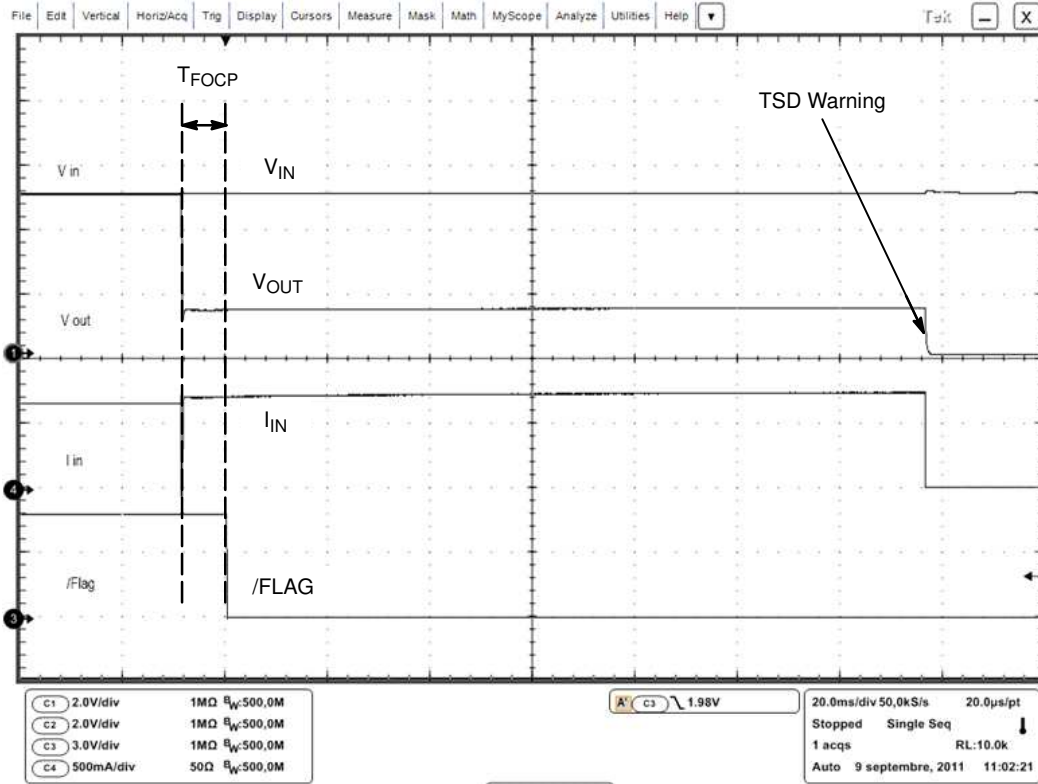 File Edit Vertical Horiz/Acq Trig Display Cursors Measure Mask Math MyScope Analyze Utilities Help Tek X
TFOCP
TSD Warning
V in
VIN
VOUT
V out
1
IIN
I in
4
/Flag
/FLAG
3
C1 2.0V/div 1MΩ BW:500,0M
C2 2.0V/div 1MΩ BW:500,0M
C3 3.0V/div 1MΩ BW:500,0M
C4 500mA/div 50Ω BW:500,0M
A' C3 1.98V
20.0ms/div 50,0kS/s 20.0µs/pt
Stopped Single Seq
1 acqs RL:10.0k
Auto 9 septembre, 2011 11:02:21